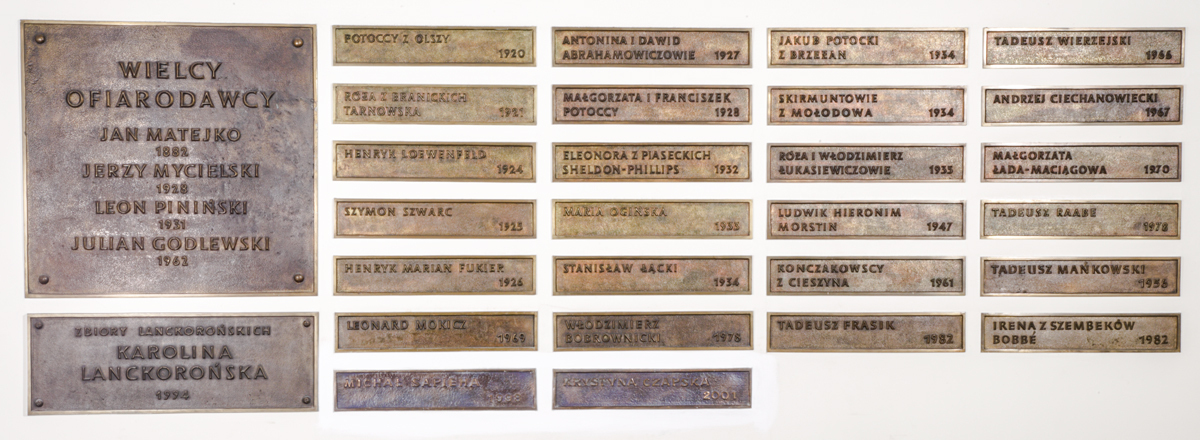 WIELCY
OFIARODAWCY
JAN MATEJKO
1882
JERZY MYCIELSKI
1928
LEON PINIŃSKI
1931
JULIAN GODLEWSKI
1962
ZBIORY LANCKOROŃSKICH
KAROLINA
LANCKOROŃSKA
1994
POTOCCY Z OLSZY
1920
RÓŻA Z BRANICKICH
TARNOWSKA 1921
HENRYK LOEWENFELD
1924
SZYMON SZWARC
1925
HENRYK MARIAN FUKIER
1926
LEONARD MOKICZ
1969
MICHAŁ SAPIEHA
ANTONINA I DAWID
ABRAHAMOWICZOWIE 1927
MAŁGORZATA I FRANCISZEK
POTOCCY 1928
ELEONORA Z PIASECKICH
SHELDON-PHILLIPS 1932
MARIA OGIŃSKA
1933
STANISŁAW ŁĄCKI
1934
WŁODZIMIERZ
BOBROWNICKI 1978
KRYSTYNA CZAPSKA
2001
JAKUB POTOCKI
Z BRZEŻAN 1934
SKIRMUNTOWIE
Z MOŁODOWA 1934
RÓŻA I WŁODZIMIERZ
ŁUKASIEWICZOWIE 1935
LUDWIK HIERONIM
MORSTIN 1947
KONCZAKOWSCY
Z CIESZYNA 1961
TADEUSZ FRASIK
1982
TADEUSZ WIERZEJSKI
1966
ANDRZEJ CIECHANOWIECKI
1967
MAŁGORZATA
ŁADA-MACIĄGOWA 1970
TADEUSZ RAABE
1978
TADEUSZ MAŃKOWSKI
1956
IRENA Z SZEMBEKÓW
BOBBÉ 1982